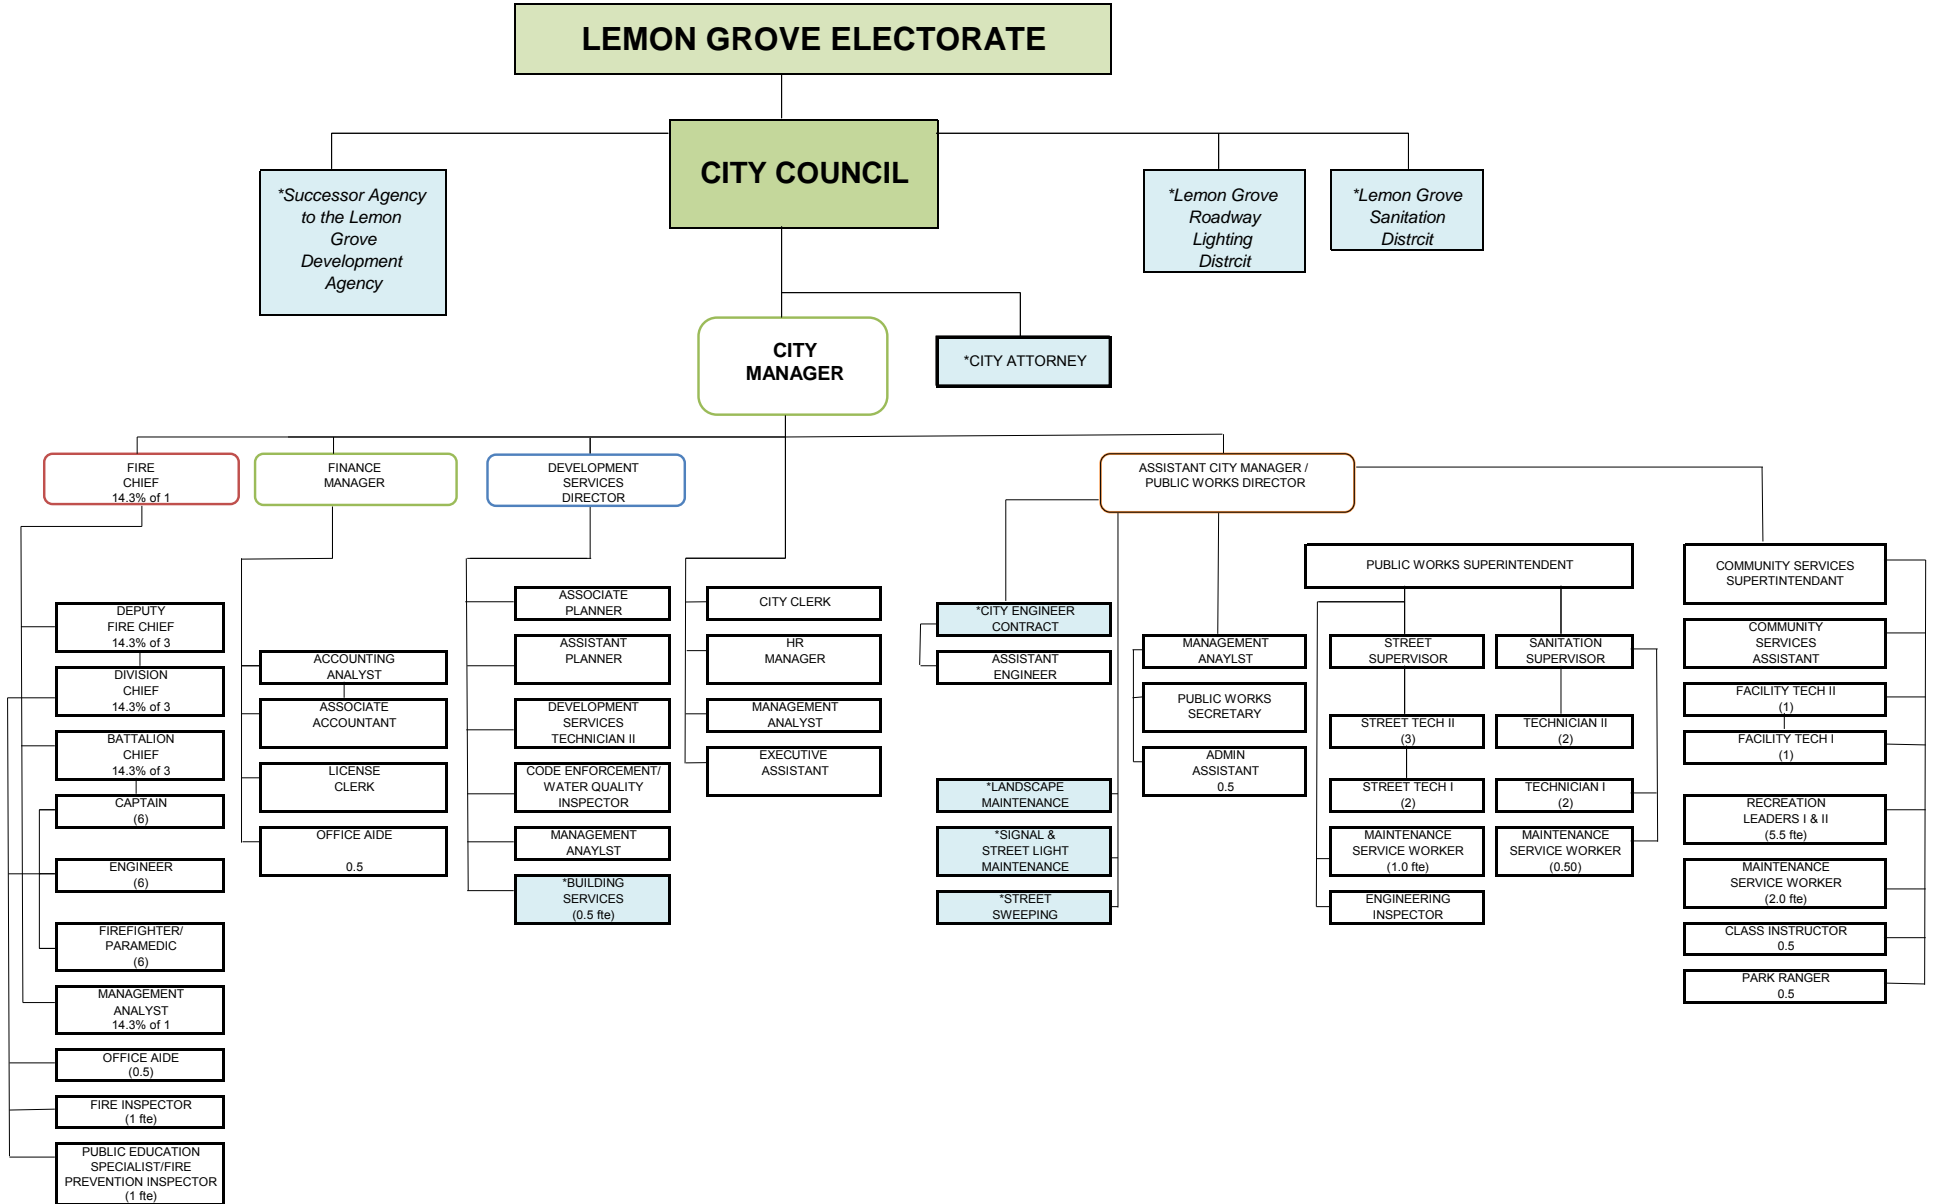 LEMON GROVE ELECTORATE
CITY COUNCIL
*Successor Agency
to the Lemon
Grove
Development
Agency
*Lemon Grove
Roadway
Lighting
Distrcit
*Lemon Grove
Sanitation
Distrcit
CITY
MANAGER
*CITY ATTORNEY
FIRE
CHIEF
14.3% of 1
FINANCE
MANAGER
DEVELOPMENT
SERVICES
DIRECTOR
ASSISTANT CITY MANAGER /
PUBLIC WORKS DIRECTOR
DEPUTY
FIRE CHIEF
14.3% of 3
DIVISION
CHIEF
14.3% of 3
BATTALION
CHIEF
14.3% of 3
CAPTAIN
(6)
ENGINEER
(6)
FIREFIGHTER/
PARAMEDIC
(6)
MANAGEMENT
ANALYST
14.3% of 1
OFFICE AIDE
(0.5)
FIRE INSPECTOR
(1 fte)
PUBLIC EDUCATION
SPECIALIST/FIRE
PREVENTION INSPECTOR
(1 fte)
ACCOUNTING
ANALYST
ASSOCIATE
ACCOUNTANT
LICENSE
CLERK
OFFICE AIDE
0.5
ASSOCIATE
PLANNER
ASSISTANT
PLANNER
DEVELOPMENT
SERVICES
TECHNICIAN II
CODE ENFORCEMENT/
WATER QUALITY
INSPECTOR
MANAGEMENT
ANAYLST
*BUILDING
SERVICES
(0.5 fte)
CITY CLERK
HR
MANAGER
MANAGEMENT
ANALYST
EXECUTIVE
ASSISTANT
*CITY ENGINEER
CONTRACT
ASSISTANT
ENGINEER
*LANDSCAPE
MAINTENANCE
*SIGNAL &
STREET LIGHT
MAINTENANCE
*STREET
SWEEPING
MANAGEMENT
ANAYLST
PUBLIC WORKS
SECRETARY
ADMIN
ASSISTANT
0.5
PUBLIC WORKS SUPERINTENDENT
STREET
SUPERVISOR
STREET TECH II
(3)
STREET TECH I
(2)
MAINTENANCE
SERVICE WORKER
(1.0 fte)
ENGINEERING
INSPECTOR
SANITATION
SUPERVISOR
TECHNICIAN II
(2)
TECHNICIAN I
(2)
MAINTENANCE
SERVICE WORKER
(0.50)
COMMUNITY SERVICES
SUPERTINTENDANT
COMMUNITY
SERVICES
ASSISTANT
FACILITY TECH II
(1)
FACILITY TECH I
(1)
RECREATION
LEADERS I & II
(5.5 fte)
MAINTENANCE
SERVICE WORKER
(2.0 fte)
CLASS INSTRUCTOR
0.5
PARK RANGER
0.5